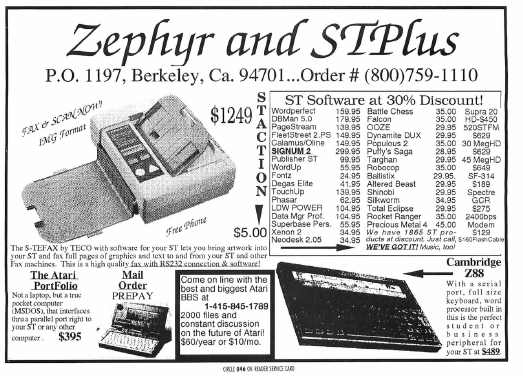 Zephyr and STPlus
P.O. 1197, Berkeley, Ca. 94701...Order # (800)759-1110
FAX & SCAN NOW!
IMG Format
$1249
Free Phone
STACTION
$5.00
The S-TEFAX by TECO with software for your ST lets you bring artwork into
your ST and fax full pages of graphics and text to and from your ST and other
Fax machines. This is a high quality fax with RS232 connection & software!
ST Software at 30% Discount!
Wordperfect 159.95 Battle Chess 35.00 Supra 20
DBMan 5.0 179.95 Falcon 35.00 HD-$450
PageStream 139.95 OOZE 29.95 520STFM
FleetStreet 2. PS 149.95 Dynamite DUX 29.95 $629
Calamus/Oline 149.95 Populous 2 35.00 30 MegHD
SIGNUM 2 299.95 Puffy's Saga 28.95 $629
Publisher ST 99.95 Targhan 29.95 45 MegHD
WordUp 55.95 Robocop 35.00 $649
Fontz 24.95 Ballistix 29.95 SF-314
Degas Elite 41.95 Altered Beast 29.95 $189
TouchUp 139.95 Shinobi 29.95 Spectre
Phasar 62.95 Silkworm 34.95 GCR
LDW POWER 104.95 Total Eclipse 29.95 $275
Data Mgr Prof. 104.95 Rocket Ranger 35.00 2400bps
Superbase Pers. 55.95 Precious Metal 4 45.00 Modem
Xenon 2 34.95 We have 1865 ST pro- $129
Neodesk 2.05 34.95 ducts at discount. Just call, $160FlashCable
WE'VE GOT IT! Music, too!
The Atari
PortFolio
Not a laptop, but a true
pocket computer
(MSDOS), that interfaces
thru a parallel port right to
your ST or any other
computer. $395
Mail
Order
PREPAY
Come on line with the
best and biggest Atari
BBS at
1-415-845-1789
2000 files and
constant discussion
on the future of Atari!
$60/year or $10/mo.
Cambridge
Z88
With a serial
port, full size
keyboard, word
processor built in
this is the perfect
student or
business
peripheral for
your ST at $489.
CIRCLE 046 ON READER SERVICE CARD